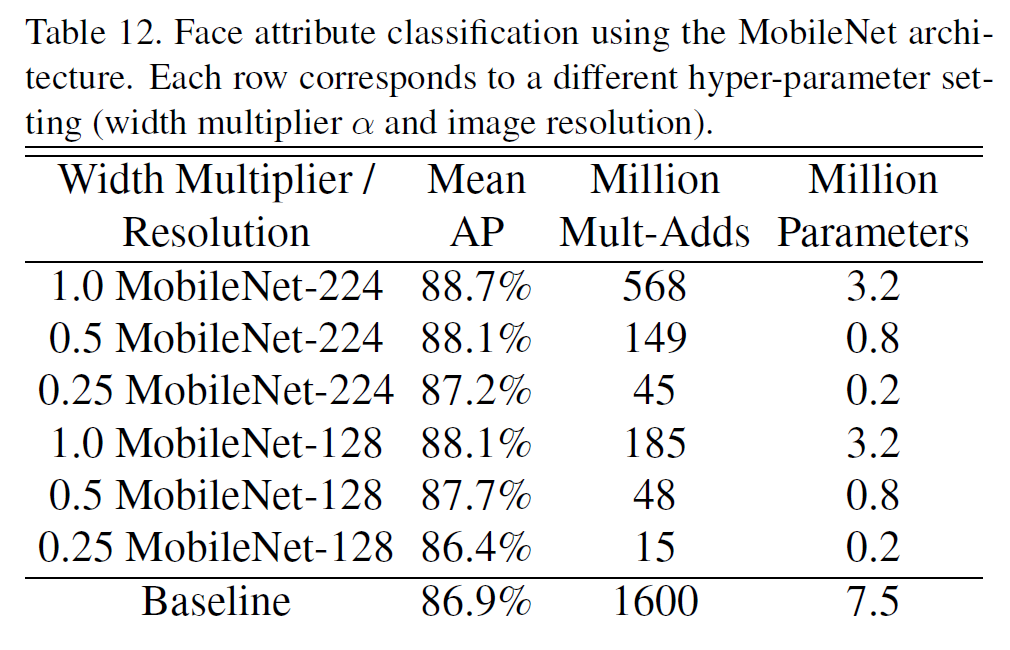 Table 12. Face attribute classification using the MobileNet archi-
tecture. Each row corresponds to a different hyper-parameter set-
ting (width multiplier α and image resolution).
Width Multiplier / Mean Million Million
Resolution AP Mult-Adds Parameters
1.0 MobileNet-224 88.7% 568 3.2
0.5 MobileNet-224 88.1% 149 0.8
0.25 MobileNet-224 87.2% 45 0.2
1.0 MobileNet-128 88.1% 185 3.2
0.5 MobileNet-128 87.7% 48 0.8
0.25 MobileNet-128 86.4% 15 0.2
Baseline 86.9% 1600 7.5